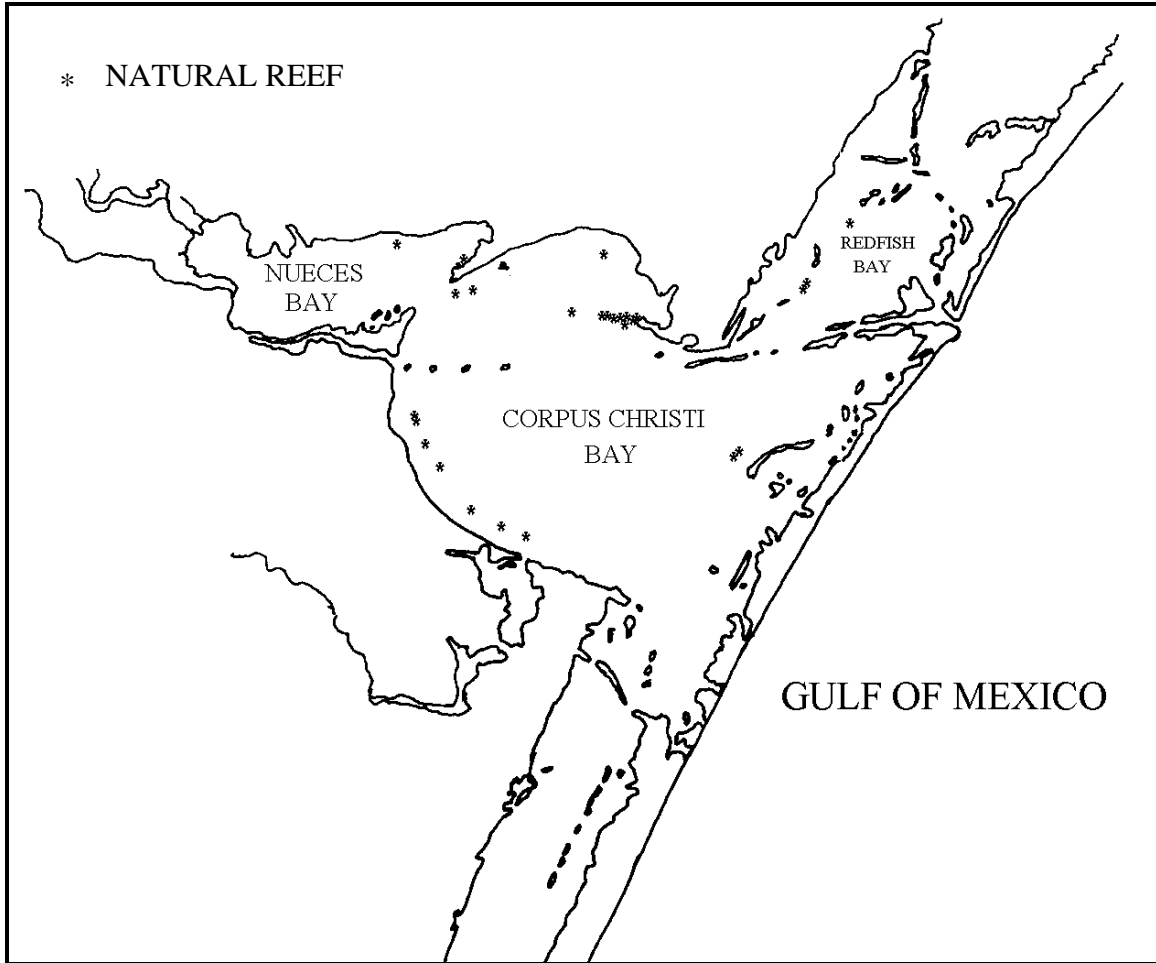 * NATURAL REEF
REDFISH
BAY
NUECES
BAY
CORPUS CHRISTI
BAY
GULF OF MEXICO